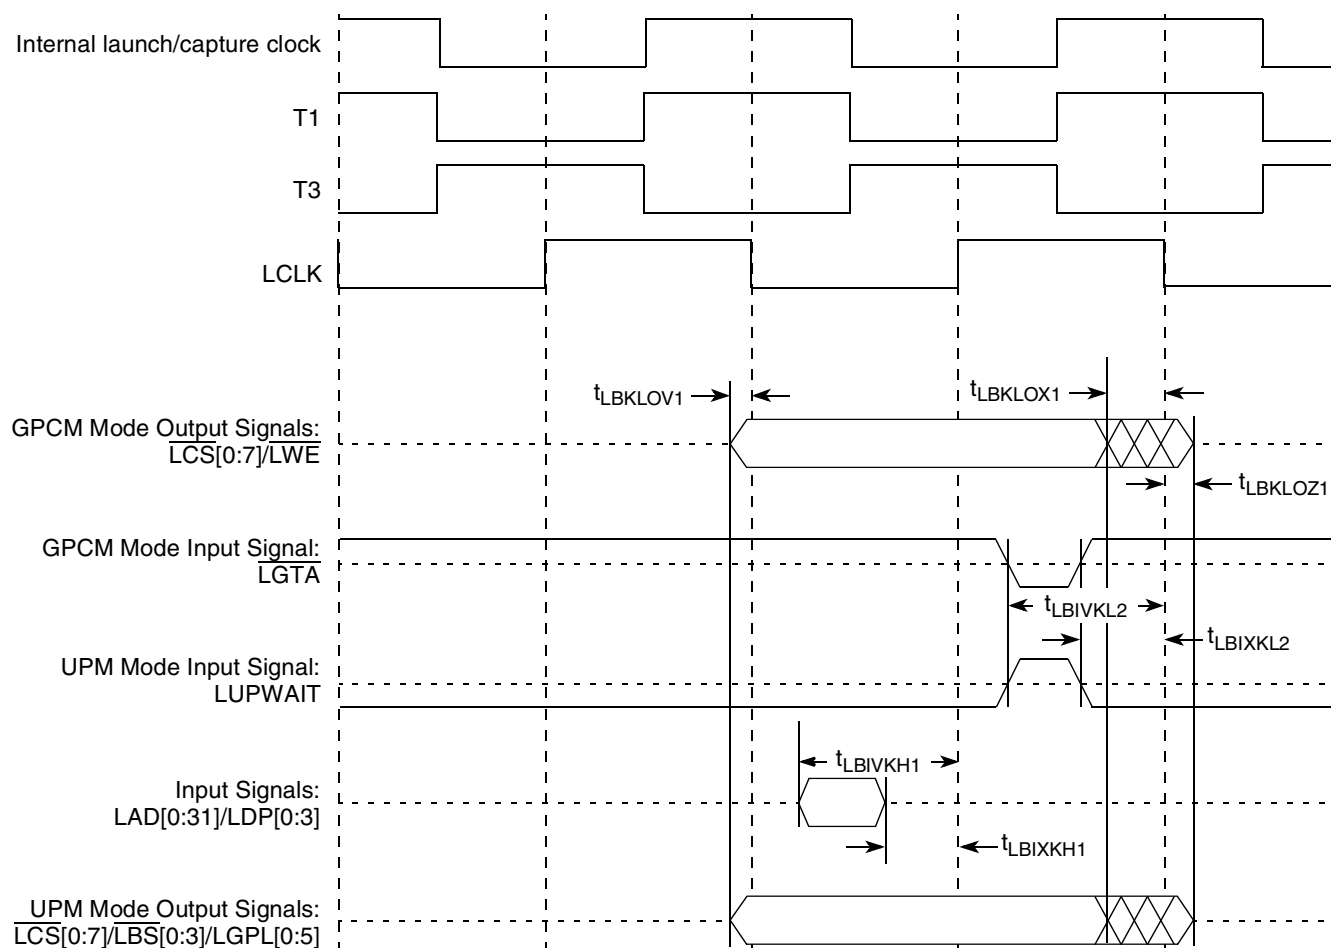 Internal launch/capture clock
T1
T3
LCLK
tLBKLOV1
tLBKLOX1
GPCM Mode Output Signals:
LCS[0:7]/LWE
tLBKLOZ1
GPCM Mode Input Signal:
LGTA
tLBIVKL2
tLBIXKL2
UPM Mode Input Signal:
LUPWAIT
tLBIVKH1
Input Signals:
LAD[0:31]/LDP[0:3]
tLBIXKH1
UPM Mode Output Signals:
LCS[0:7]/LBS[0:3]/LGPL[0:5]